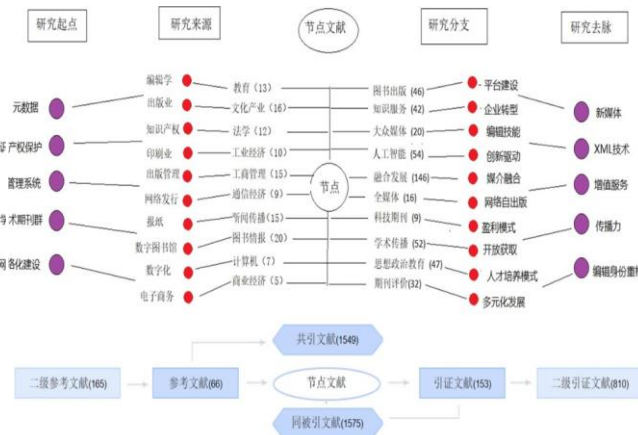 研究起点
研究来源
节点文献
研究分支
研究去脉
元数据
产权保护
管理系统
术期刊群
络化建设
编辑学
出版业
知识产权
印刷业
出版管理
网络发行
报纸
数字图书馆
数字化
电子商务
教育(13)
文化产业(16)
法学(12)
工业经济(10)
工商管理(15)
通信经济(9)
新闻传播(15)
图书情报(20)
计算机(7)
商业经济(5)
节点
图书出版(46)
知识服务(42)
大众媒体(20)
人工智能(54)
融合发展(146)
全媒体(16)
科技期刊(9)
学术传播(52)
思想政治教育(47)
期刊评价(32)
平台建设
企业转型
编辑技能
创新驱动
媒介融合
网络自出版
盈利模式
开放获取
人才培养模式
多元化发展
新媒体
XML技术
增值服务
传播力
编辑身份重构
共引文献(1549)
二级参考文献(165)
参考文献(66)
节点文献
引证文献(153)
二级引证文献(810)
同被引文献(1575)